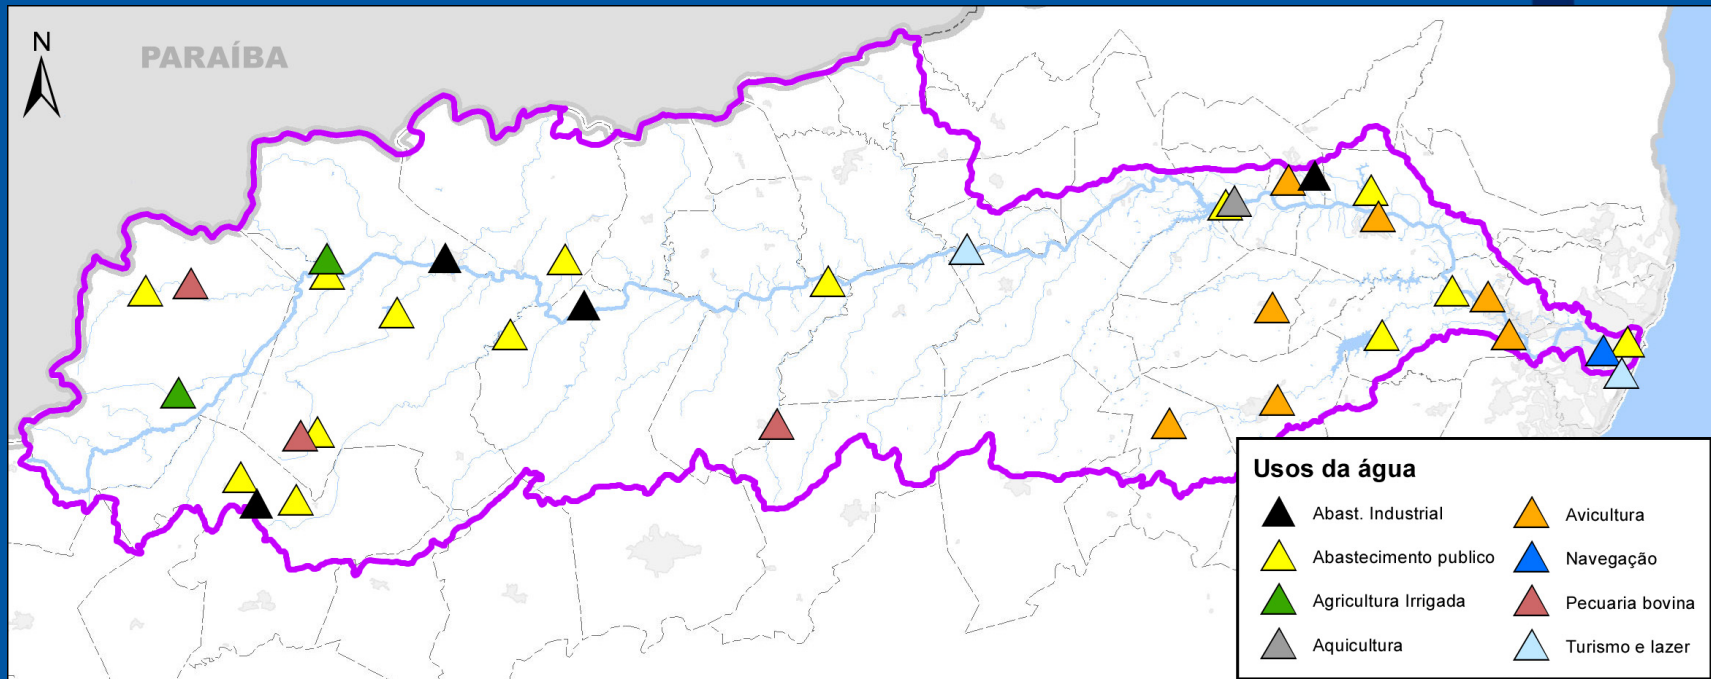 N
PARAÍBA
Usos da água
Abast. Industrial
Abastecimento publico
Agricultura Irrigada
Aquicultura
Avicultura
Navegação
Pecuaria bovina
Turismo e lazer